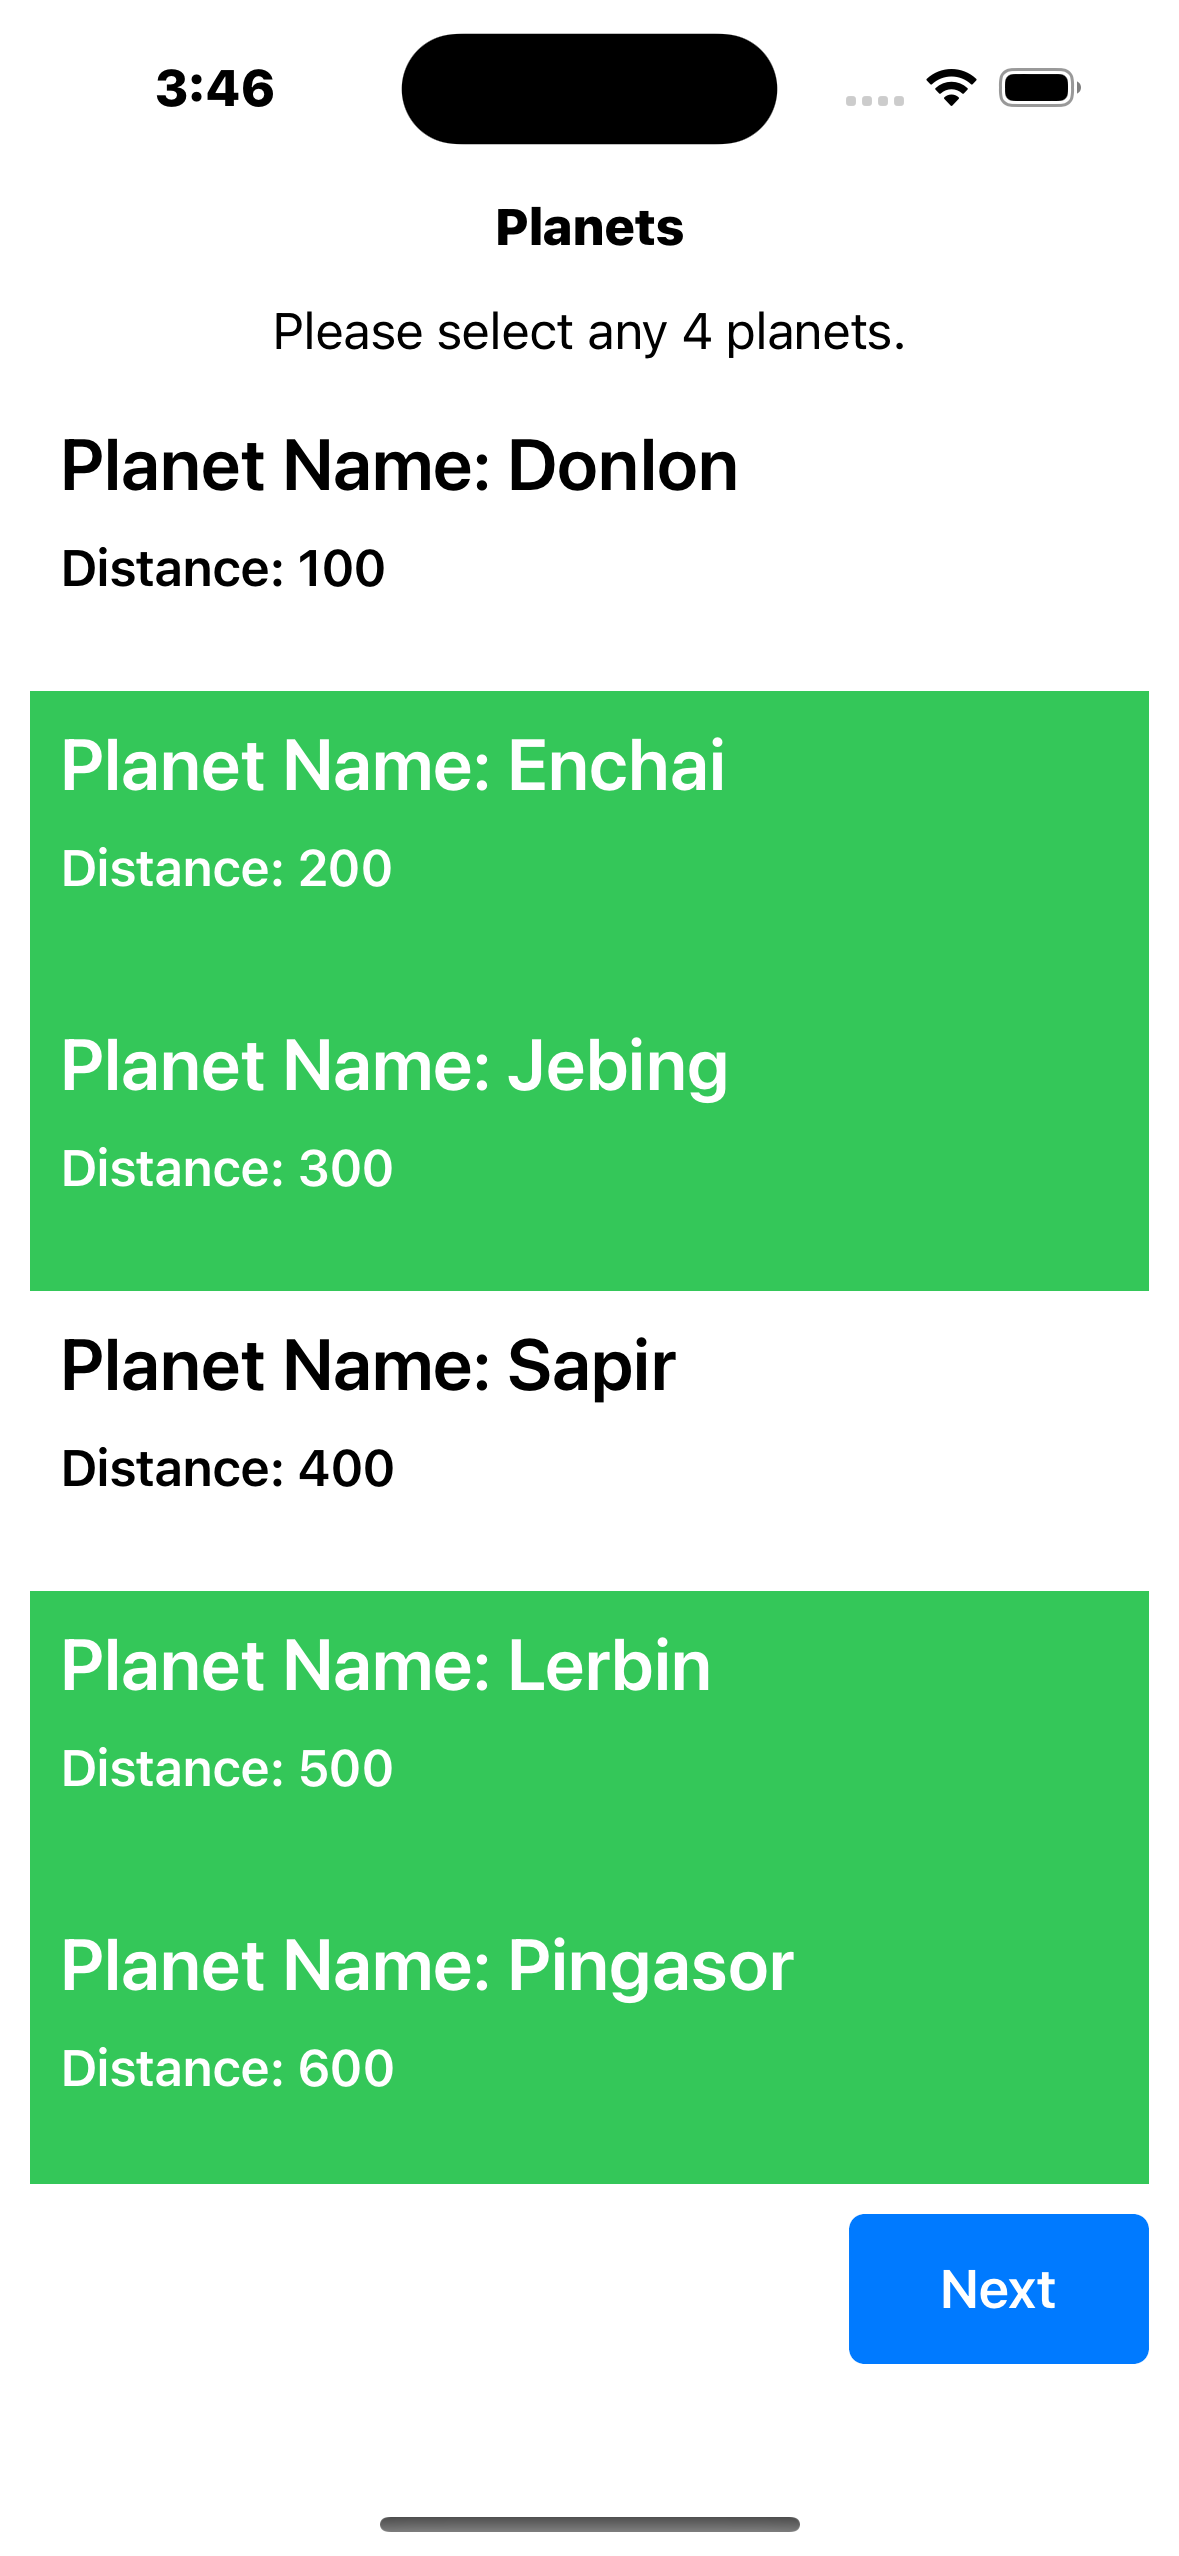 3:46
Planets
Please select any 4 planets.
Planet Name: Donlon
Distance: 100
Planet Name: Enchai
Distance: 200
Planet Name: Jebing
Distance: 300
Planet Name: Sapir
Distance: 400
Planet Name: Lerbin
Distance: 500
Planet Name: Pingasor
Distance: 600
Next